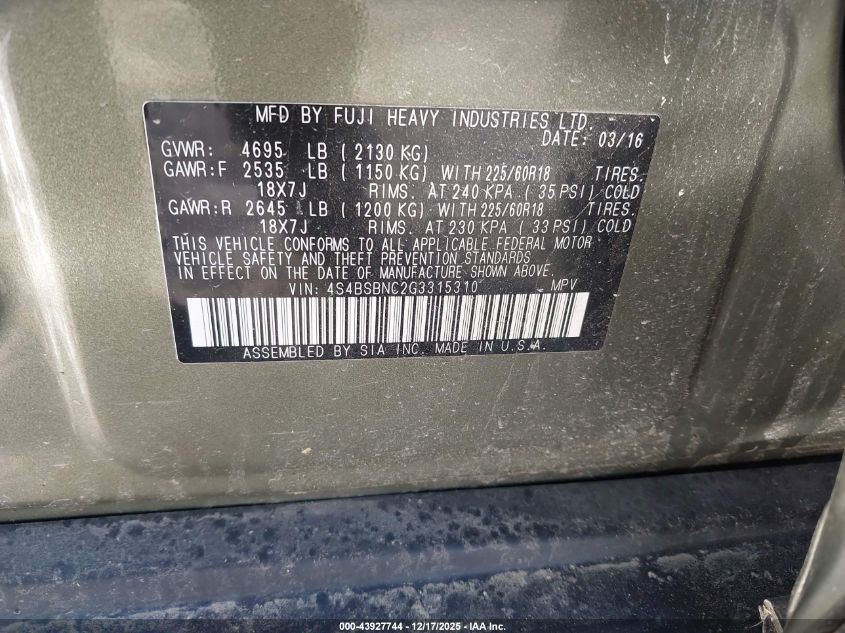 MFD BY FUJI HEAVY INDUSTRIES LTD.
DATE: 03/16
GVWR: 4695 LB ( 2130 KG)
GAWR:F 2535 LB ( 1150 KG) WITH 225/60R18 TIRES.
18X7J RIMS. AT 240 KPA ( 35 PSI) COLD
GAWR:R 2645 LB ( 1200 KG) WITH 225/60R18 TIRES.
18X7J RIMS. AT 230 KPA ( 33 PSI) COLD
THIS VEHICLE CONFORMS TO ALL APPLICABLE FEDERAL MOTOR
VEHICLE SAFETY AND THEFT PREVENTION STANDARDS
IN EFFECT ON THE DATE OF MANUFACTURE SHOWN ABOVE.
VIN: 4S4BSBNC2G3315310 MPV
ASSEMBLED BY SIA INC. MADE IN U.S.A.
000-43927744 - 12/17/2025 - IAA Inc.